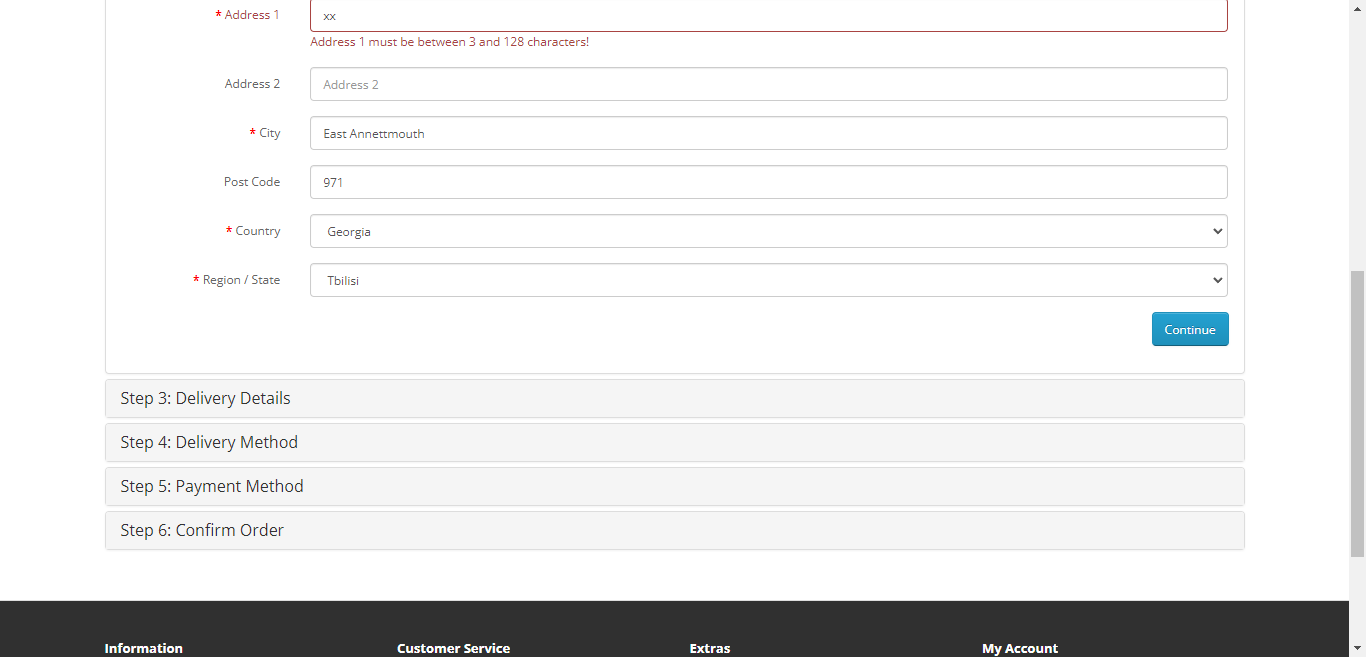 * Address 1
xx
Address 1 must be between 3 and 128 characters!
Address 2
Address 2
* City
East Annettmouth
Post Code
971
* Country
Georgia
* Region / State
Tbilisi
Continue
Step 3: Delivery Details
Step 4: Delivery Method
Step 5: Payment Method
Step 6: Confirm Order
Information
Customer Service
Extras
My Account